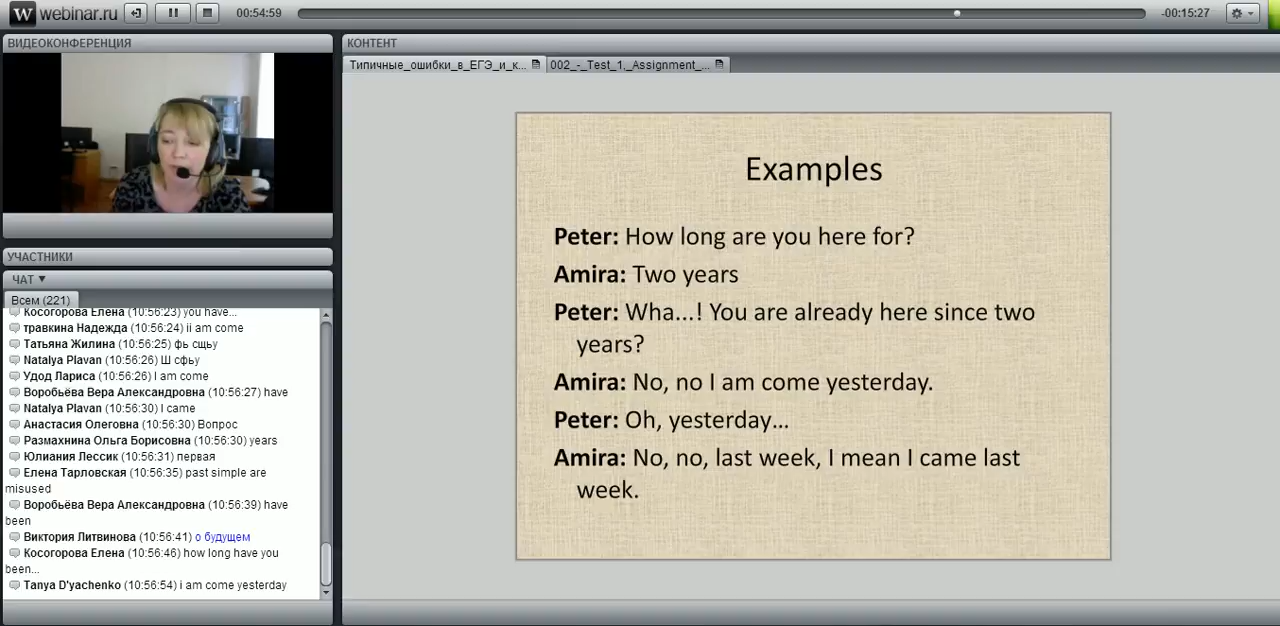 W webinar.ru 00:54:59 -00:15:27
ВИДЕОКОНФЕРЕНЦИЯ
УЧАСТНИКИ
ЧАТ
Всем (221)
Косогорова Елена (10:56:23) you have...
травкина Надежда (10:56:24) ii am come
Татьяна Жилина (10:56:25) фь сщьу
Natalya Plavan (10:56:26) Ш сфьу
Удод Лариса (10:56:26) I am come
Воробьёва Вера Александровна (10:56:27) have
Natalya Plavan (10:56:30) I came
Анастасия Олеговна (10:56:30) Вопрос
Размахнина Ольга Борисовна (10:56:30) years
Юлиания Лессик (10:56:31) первая
Елена Тарловская (10:56:35) past simple are
misused
Воробьёва Вера Александровна (10:56:39) have
been
Виктория Литвинова (10:56:41) о будущем
Косогорова Елена (10:56:46) how long have you
been...
Tanya D'yachenko (10:56:54) i am come yesterday
КОНТЕНТ
Типичные_ошибки_в_ЕГЭ_и_к... 002_-_Test_1,_Assignment_...
Examples
Peter: How long are you here for?
Amira: Two years
Peter: Wha...! You are already here since two
years?
Amira: No, no I am come yesterday.
Peter: Oh, yesterday...
Amira: No, no, last week, I mean I came last
week.